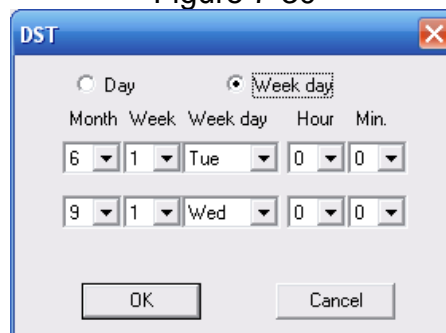 DST
Day Week day
Month Week Week day Hour Min.
6 1 Tue 0 0
9 1 Wed 0 0
OK Cancel